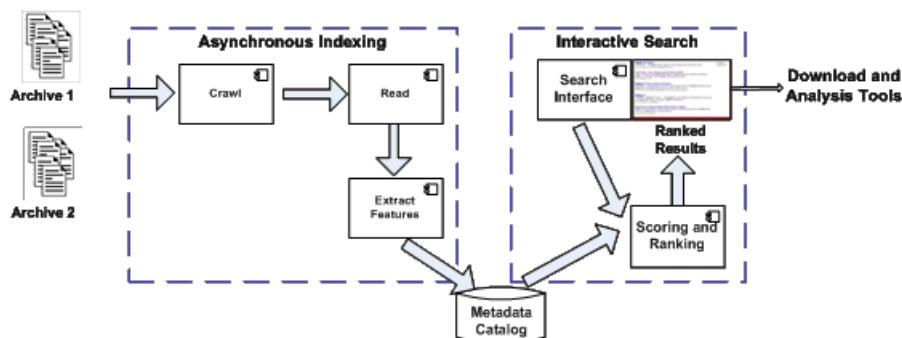 Asynchronous Indexing
Interactive Search
Archive 1
Crawl
Read
Search
Interface
Download and
Analysis Tools
Ranked
Results
Archive 2
Extract
Features
Scoring and
Ranking
Metadata
Catalog